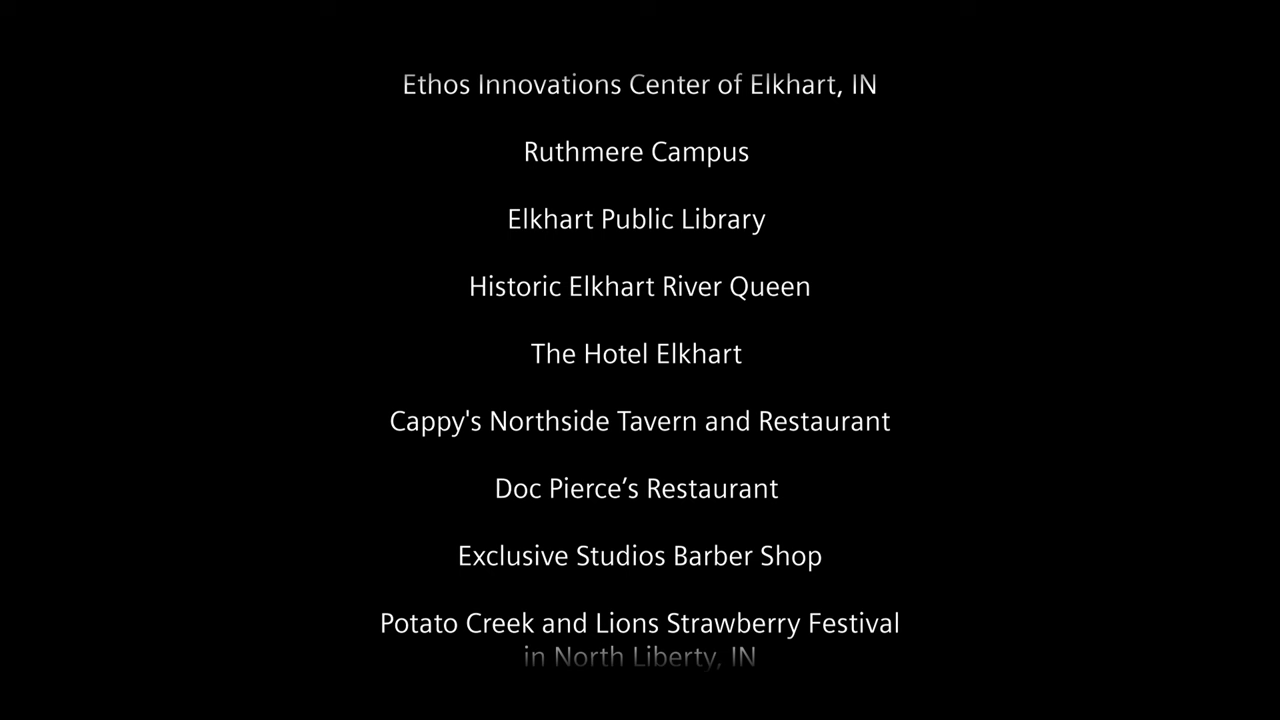 Ethos Innovations Center of Elkhart, IN
Ruthmere Campus
Elkhart Public Library
Historic Elkhart River Queen
The Hotel Elkhart
Cappy's Northside Tavern and Restaurant
Doc Pierce’s Restaurant
Exclusive Studios Barber Shop
Potato Creek and Lions Strawberry Festival
in North Liberty, IN